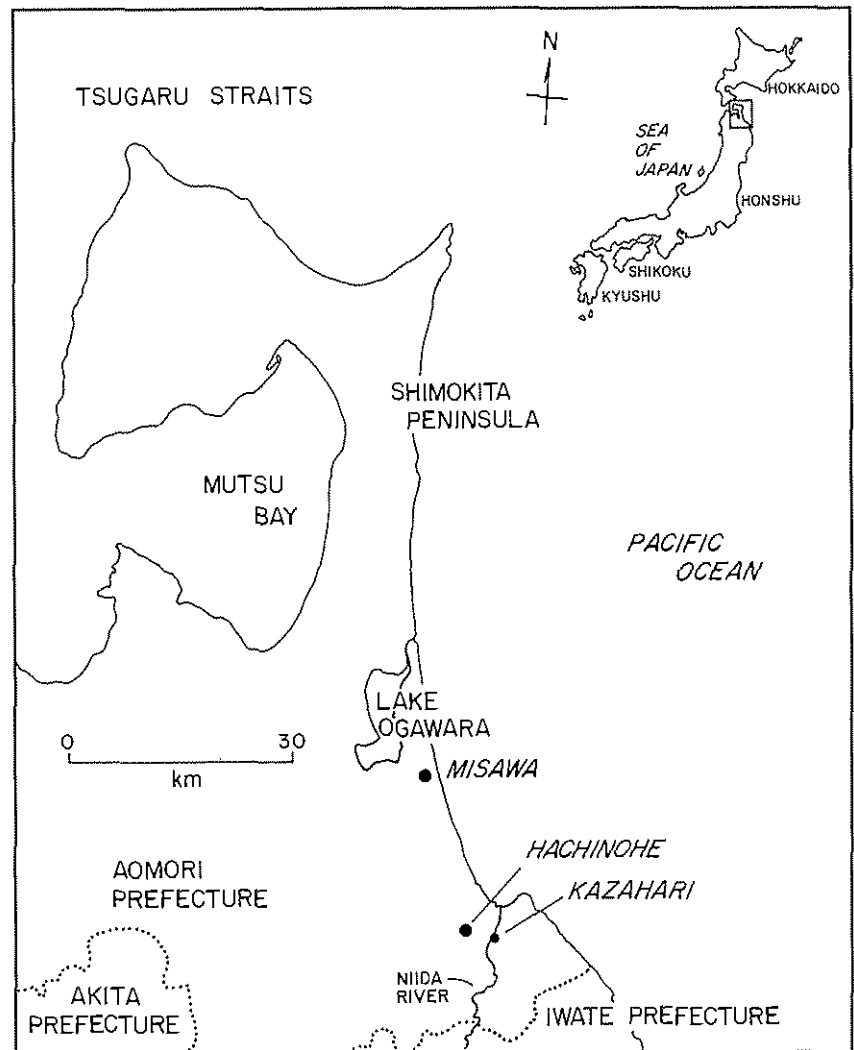 TSUGARU STRAITS
N
HOKKAIDO
SEA
OF
JAPAN
HONSHU
SHIKOKU
KYUSHU
SHIMOKITA
PENINSULA
MUTSU
BAY
PACIFIC
OCEAN
LAKE
OGAWARA
0 30
km
MISAWA
HACHINOHE
KAZAHARI
AOMORI
PREFECTURE
NIIDA
RIVER
AKITA
PREFECTURE
IWATE PREFECTURE